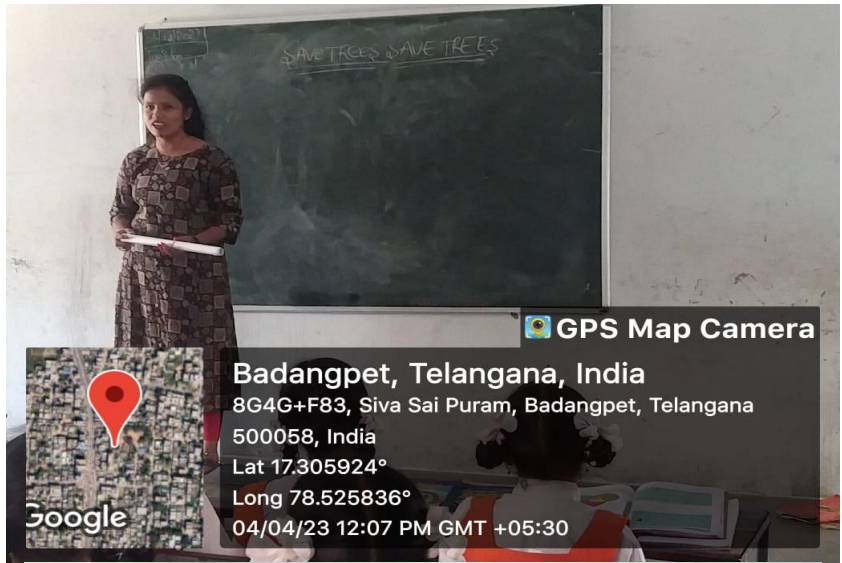 SAVE TREES SAVE TREES
GPS Map Camera
Badangpet, Telangana, India
8G4G+F83, Siva Sai Puram, Badangpet, Telangana
500058, India
Lat 17.305924°
Long 78.525836°
04/04/23 12:07 PM GMT +05:30
Google